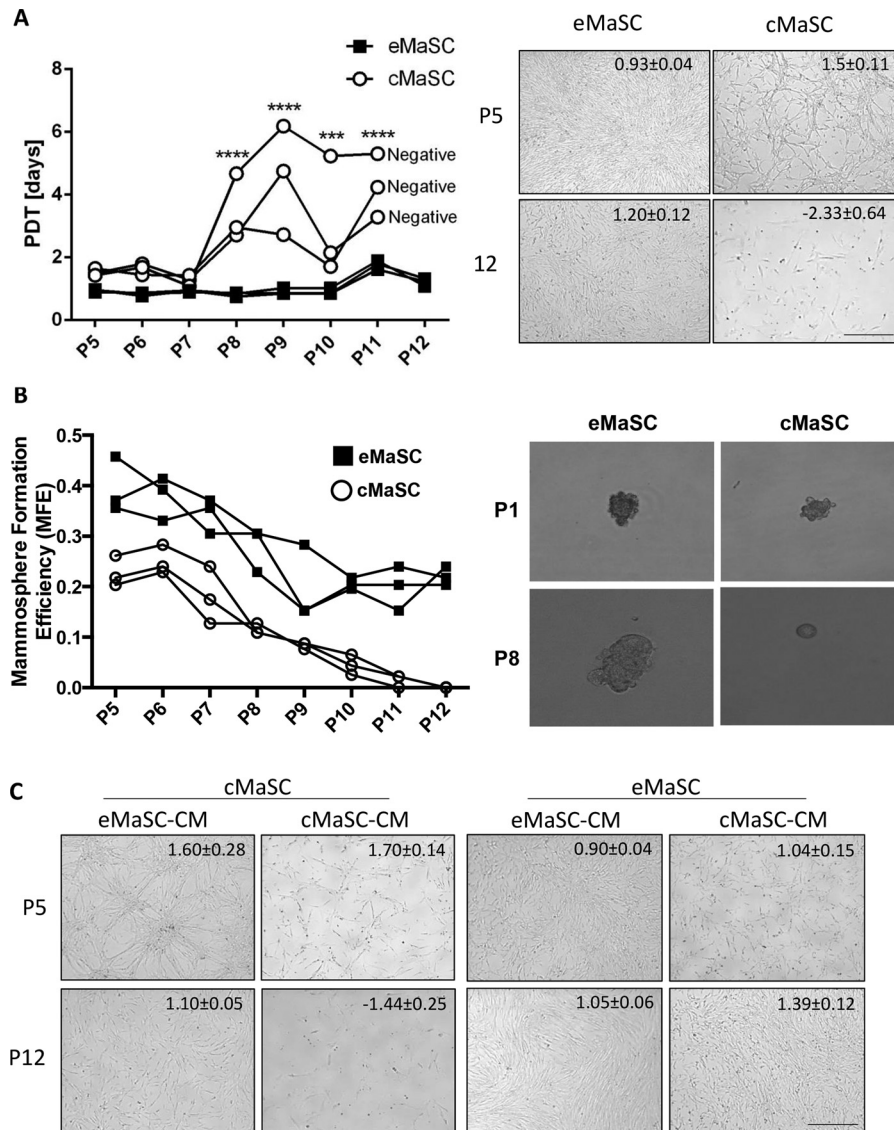 A
PDT [days]
8
6
4
2
0
eMaSC
cMaSC
****
****
***
****
Negative
Negative
Negative
P5
P6
P7
P8
P9
P10
P11
P12
eMaSC
cMaSC
P5
0.93±0.04
1.5±0.11
12
1.20±0.12
-2.33±0.64
B
Mammosphere Formation
Efficiency (MFE)
0.5
0.4
0.3
0.2
0.1
0.0
eMaSC
cMaSC
P5
P6
P7
P8
P9
P10
P11
P12
eMaSC
cMaSC
P1
P8
C
cMaSC
eMaSC
eMaSC-CM
cMaSC-CM
eMaSC-CM
cMaSC-CM
P5
1.60±0.28
1.70±0.14
0.90±0.04
1.04±0.15
P12
1.10±0.05
-1.44±0.25
1.05±0.06
1.39±0.12